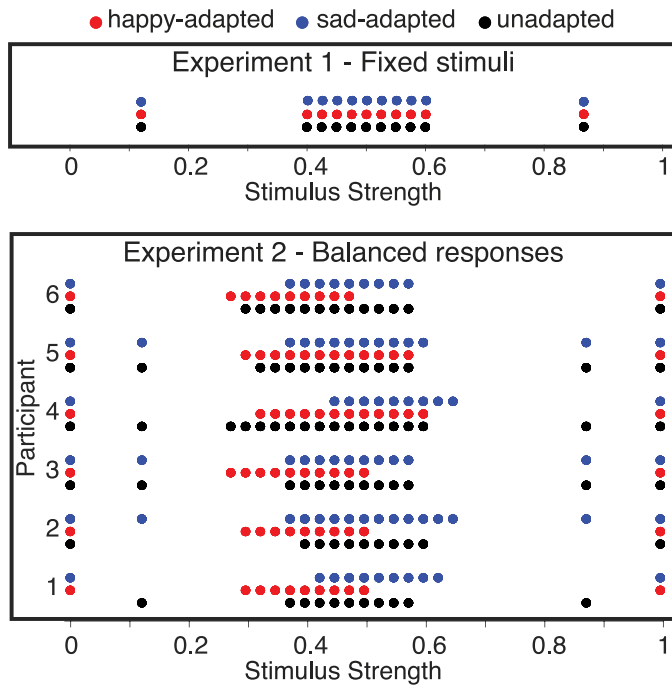 happy-adapted sad-adapted unadapted
Experiment 1 - Fixed stimuli
0 0.2 0.4 0.6 0.8 1
Stimulus Strength
Experiment 2 - Balanced responses
Participant
6
5
4
3
2
1
0 0.2 0.4 0.6 0.8 1
Stimulus Strength